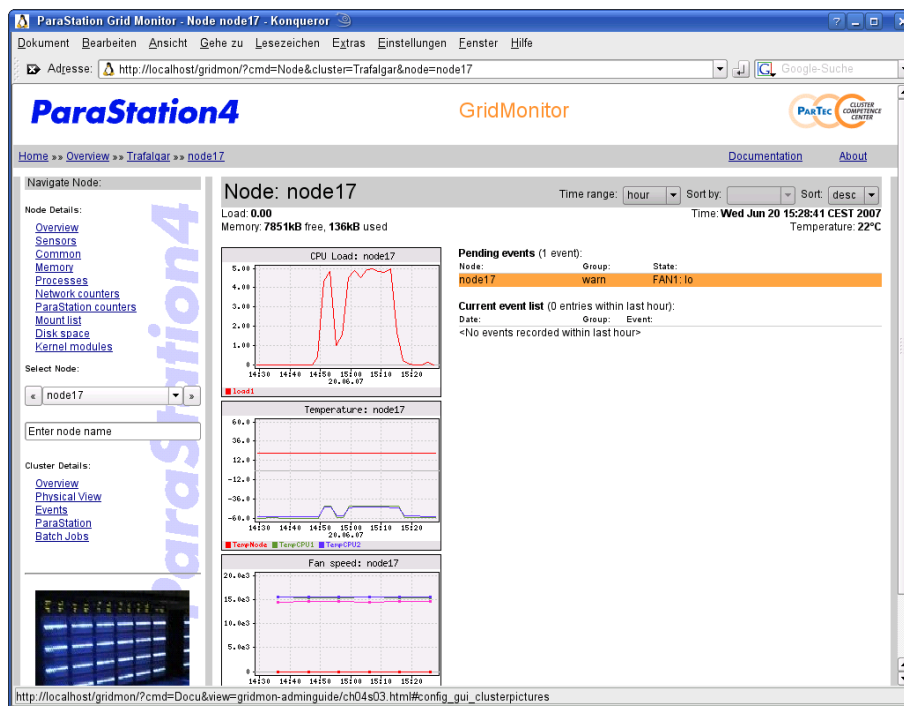 ParaStation Grid Monitor - Node node17 - Konqueror
Dokument Bearbeiten Ansicht Gehe zu Lesezeichen Extras Einstellungen Fenster Hilfe
Adresse: http://localhost/gridmon/?cmd=Node&cluster=Trafalgar&node=node17
Google-Suche
ParaStation4
GridMonitor
PARTEC CLUSTER COMPETENCE CENTER
Home »» Overview »» Trafalgar »» node17
Documentation About
Navigate Node:
Node Details:
Overview
Sensors
Common
Memory
Processes
Network counters
ParaStation counters
Mount list
Disk space
Kernel modules
Select Node:
« node17 »
Enter node name
Cluster Details:
Overview
Physical View
Events
ParaStation
Batch Jobs
ParaStation4
Node: node17
Time range: hour Sort by: Sort: desc
Load: 0.00
Time: Wed Jun 20 15:28:41 CEST 2007
Memory: 7851kB free, 136kB used
Temperature: 22°C
CPU Load: node17
5.00
4.00
3.00
2.00
1.00
0
14:30 14:40 14:50 15:00 15:10 15:20
20.06.07
load1
Temperature: node17
60.0
36.0
12.0
-12.0
-36.0
-60.0
14:30 14:40 14:50 15:00 15:10 15:20
20.06.07
TempNode TempCPU1 TempCPU2
Fan speed: node17
20.0e3
15.0e3
10.0e3
5.0e3
0
14:30 14:40 14:50 15:00 15:10 15:20
Pending events (1 event):
Node: Group: State:
node17 warn FAN1: lo
Current event list (0 entries within last hour):
Date: Group: Event:
<No events recorded within last hour>
http://localhost/gridmon/?cmd=Docu&view=gridmon-adminguide/ch04s03.html#config_gui_clusterpictures